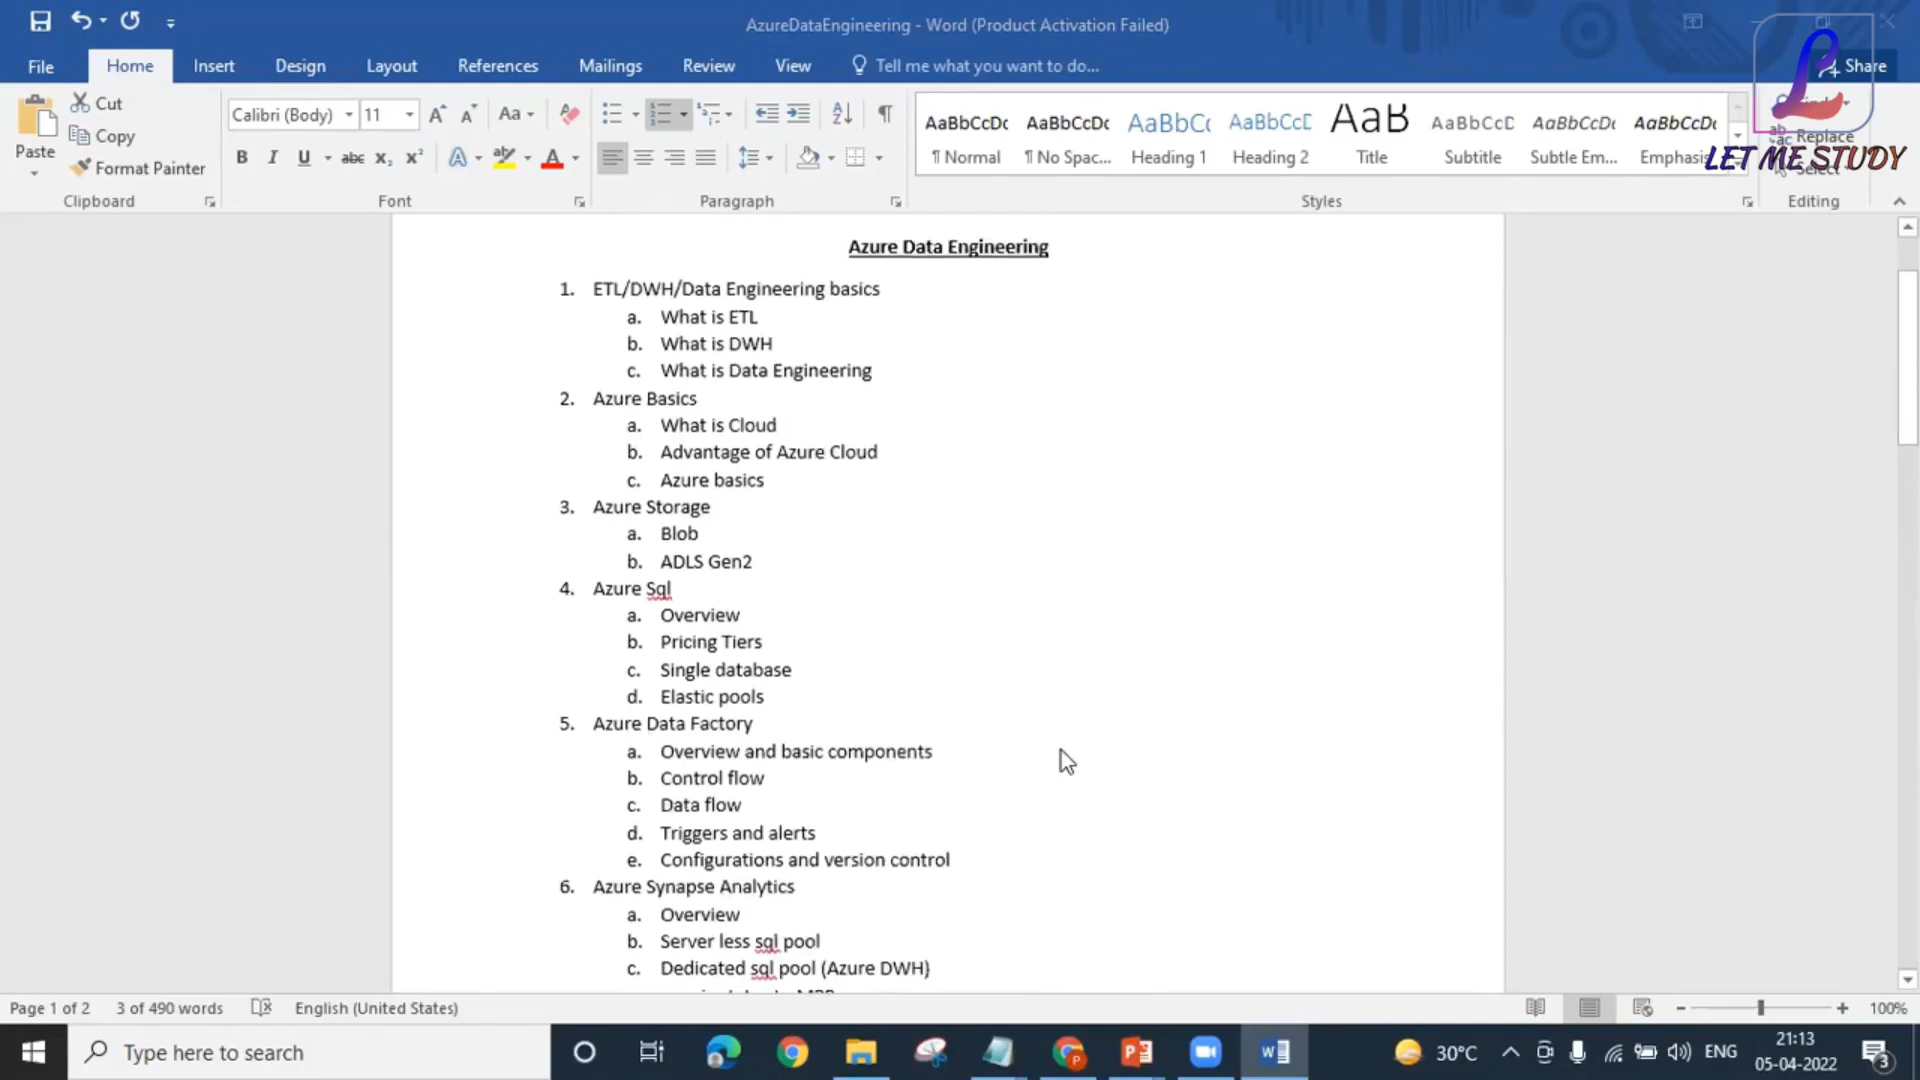 AzureDataEngineering - Word (Product Activation Failed)
File Home Insert Design Layout References Mailings Review View Tell me what you want to do... Share
Cut
Copy
Format Painter
Paste
Clipboard
Calibri (Body) 11
Font
Paragraph
AaBbCcDc AaBbCcDc AaBbC AaBbCcD AaB AaBbCcD AaBbCcDc AaBbCcDc
¶ Normal ¶ No Spac... Heading 1 Heading 2 Title Subtitle Subtle Em... Emphasis
Styles
Replace
Select
Editing
LET ME STUDY
Azure Data Engineering
1. ETL/DWH/Data Engineering basics
a. What is ETL
b. What is DWH
c. What is Data Engineering
2. Azure Basics
a. What is Cloud
b. Advantage of Azure Cloud
c. Azure basics
3. Azure Storage
a. Blob
b. ADLS Gen2
4. Azure Sql
a. Overview
b. Pricing Tiers
c. Single database
d. Elastic pools
5. Azure Data Factory
a. Overview and basic components
b. Control flow
c. Data flow
d. Triggers and alerts
e. Configurations and version control
6. Azure Synapse Analytics
a. Overview
b. Server less sql pool
c. Dedicated sql pool (Azure DWH)
Page 1 of 2 3 of 490 words English (United States) 100%
Type here to search
30°C ENG
21:13
05-04-2022
3